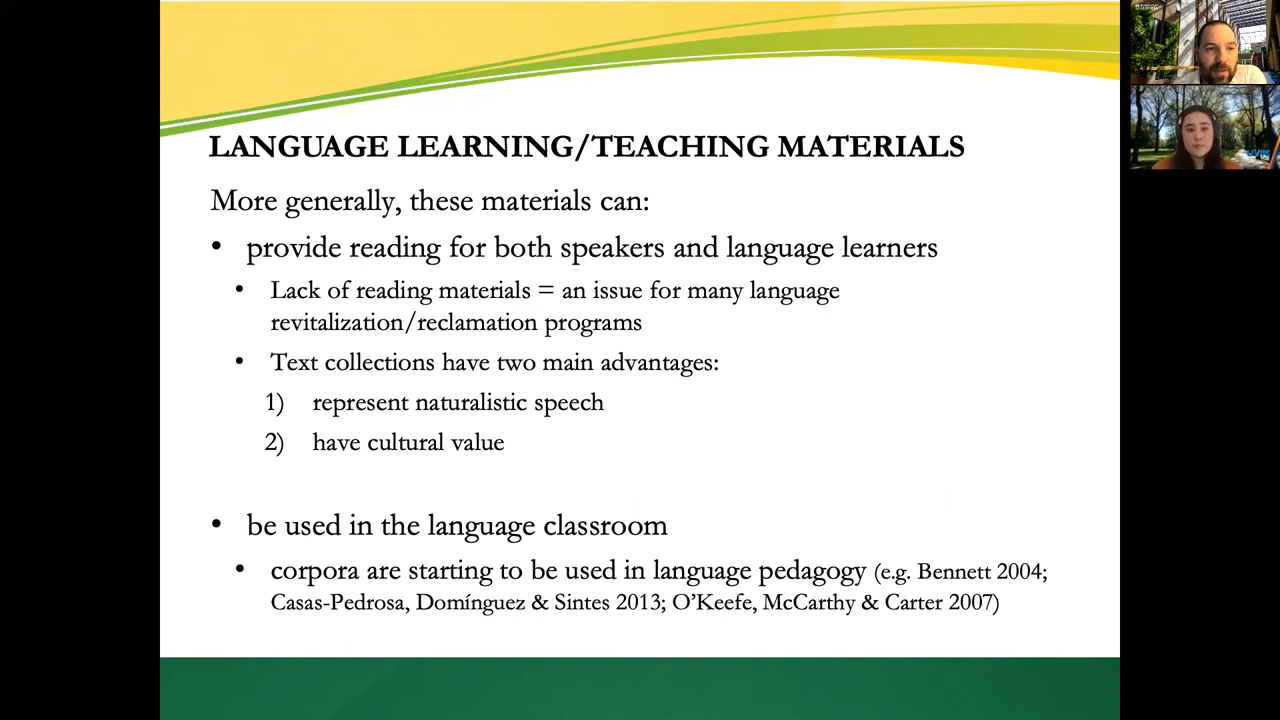 LANGUAGE LEARNING/TEACHING MATERIALS
More generally, these materials can:
• provide reading for both speakers and language learners
• Lack of reading materials = an issue for many language
revitalization/reclamation programs
• Text collections have two main advantages:
1) represent naturalistic speech
2) have cultural value
• be used in the language classroom
• corpora are starting to be used in language pedagogy (e.g. Bennett 2004;
Casas-Pedrosa, Domínguez & Sintes 2013; O’Keefe, McCarthy & Carter 2007)